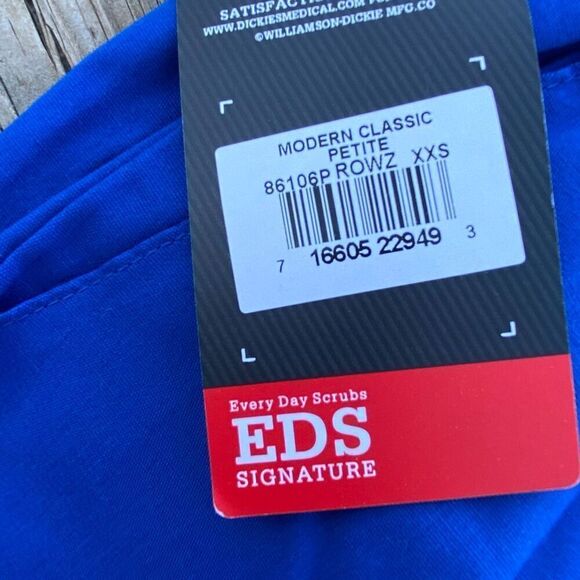 SATISFACTION
WWW.DICKIESMEDICAL.COM
©WILLIAMSON-DICKIE MFG.CO
MODERN CLASSIC
PETITE
86106P ROWZ XXS
7 16605 22949 3
Every Day Scrubs
EDS
SIGNATURE